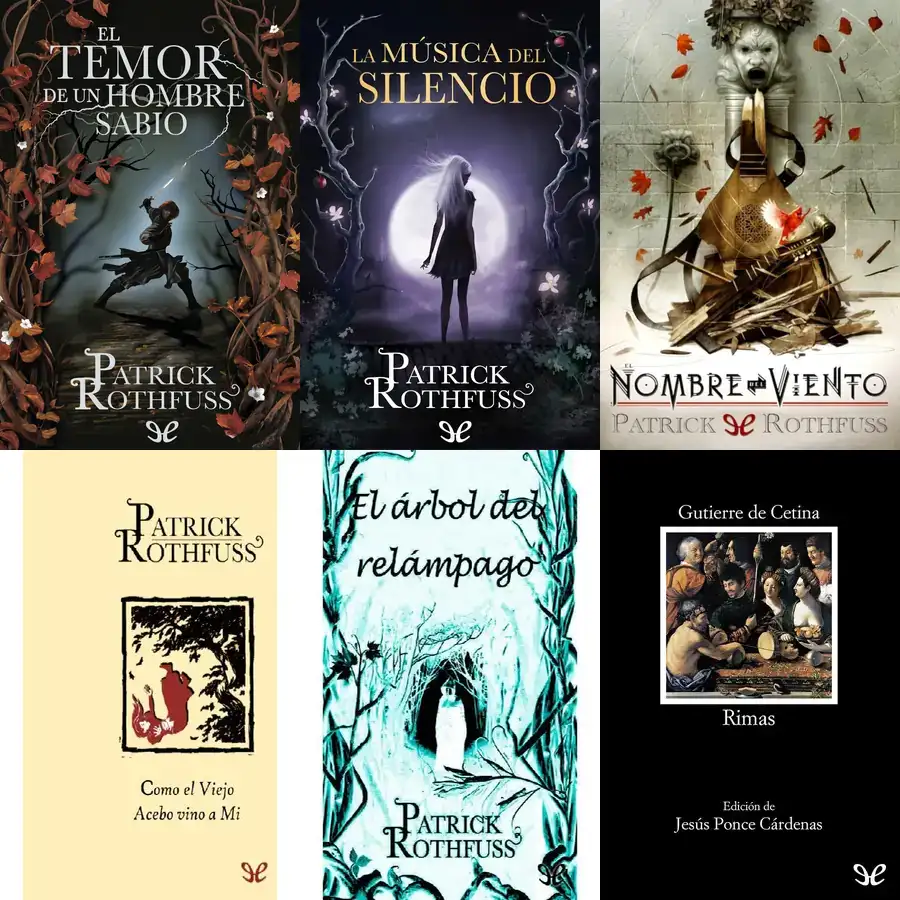 EL
TEMOR
DE UN HOMBRE
SABIO
PATRICK
ROTHFUSS
LA MÚSICA DEL
SILENCIO
PATRICK
ROTHFUSS
EL
NOMBRE DEL VIENTO
PATRICK ROTHFUSS
PATRICK
ROTHFUSS
Como el Viejo
Acebo vino a Mi
El árbol del
relámpago
PATRICK
ROTHFUSS
Gutierre de Cetina
Rimas
Edición de
Jesús Ponce Cárdenas